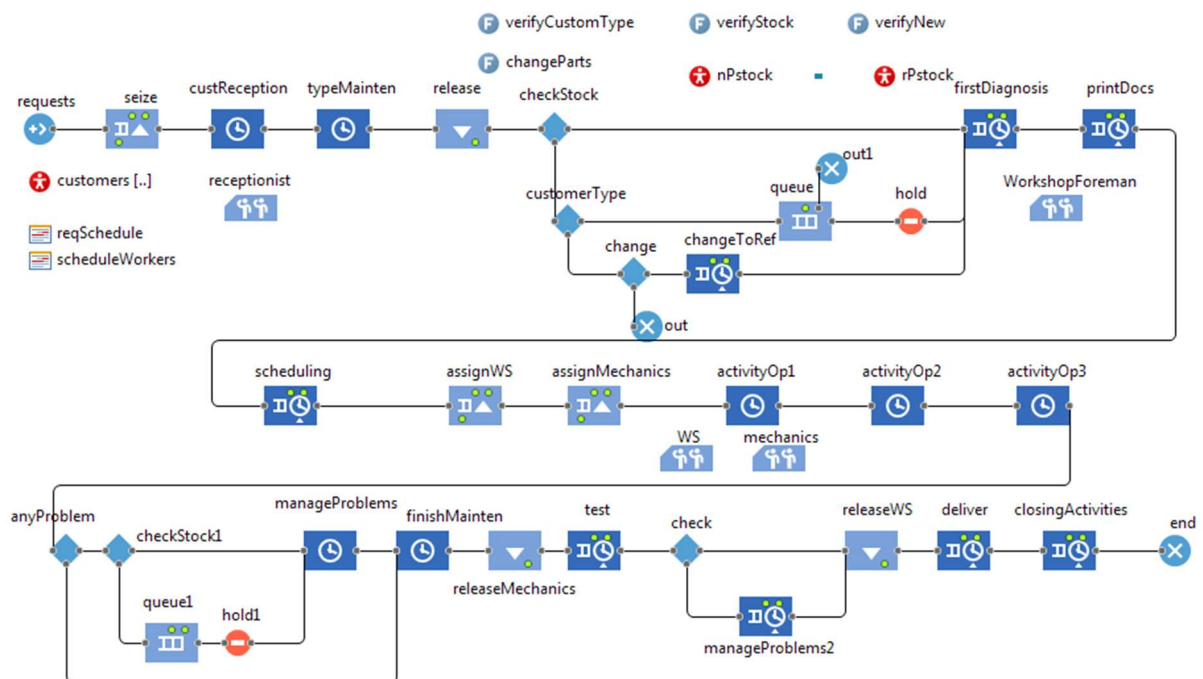 verifyCustomType
verifyStock
verifyNew
changeParts
nPstock
rPstock
requests
seize
custReception
typeMainten
release
checkStock
firstDiagnosis
printDocs
customers [..]
receptionist
out1
customerType
queue
hold
WorkshopForeman
reqSchedule
scheduleWorkers
change
changeToRef
out
scheduling
assignWS
assignMechanics
activityOp1
activityOp2
activityOp3
WS
mechanics
anyProblem
checkStock1
manageProblems
finishMainten
test
check
releaseWS
deliver
closingActivities
end
releaseMechanics
queue1
hold1
manageProblems2